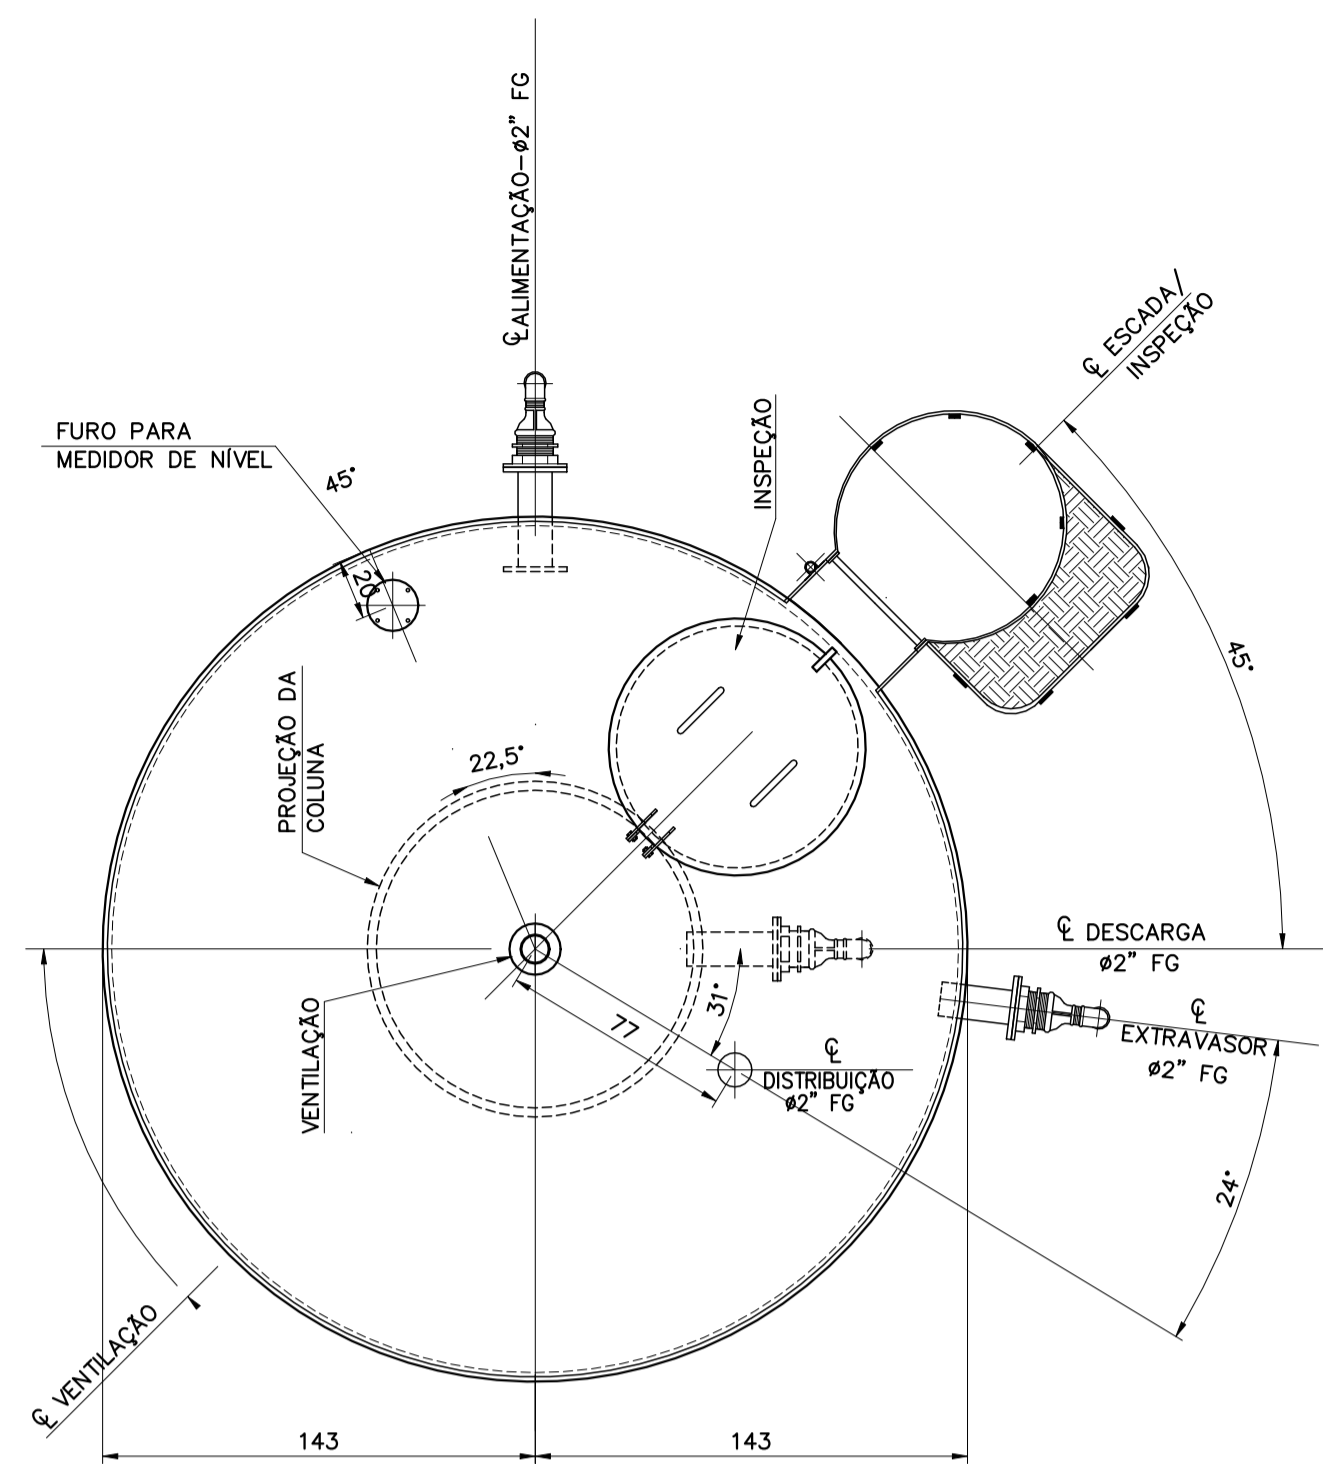 ℄ALIMENTAÇÃO-ø2" FG
℄ ESCADA/
INSPEÇÃO
FURO PARA
MEDIDOR DE NÍVEL
45°
INSPEÇÃO
20
45°
PROJEÇÃO DA
COLUNA
22,5°
℄ DESCARGA
ø2" FG
VENTILAÇÃO
77
31°
℄
EXTRAVASOR
ø2" FG
℄
DISTRIBUIÇÃO
ø2" FG
24°
℄ VENTILAÇÃO
143
143